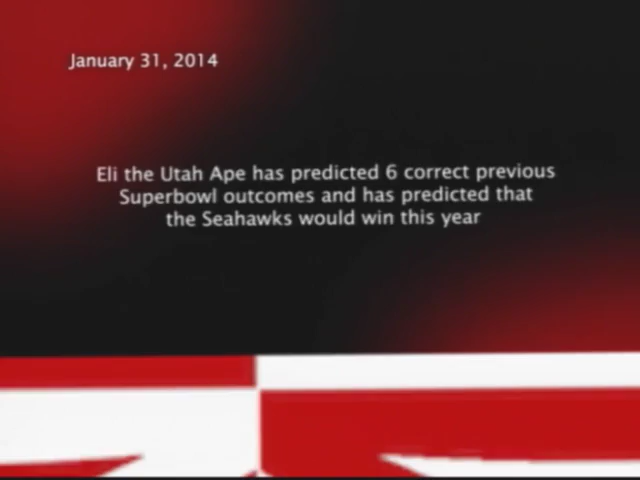 January 31, 2014
Eli the Utah Ape has predicted 6 correct previous
Superbowl outcomes and has predicted that
the Seahawks would win this year